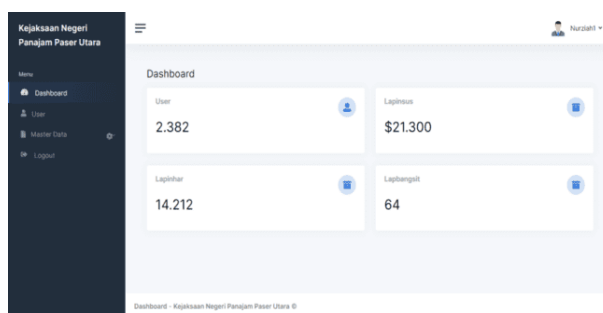 Kejaksaan Negeri
Panajam Paser Utara
Nurziah1
Menu
Dashboard
User
Master Data
Logout
Dashboard
User
2.382
Lapinsus
$21.300
Lapinhar
14.212
Lapbangsit
64
Dashboard - Kejaksaan Negeri Panajam Paser Utara ©